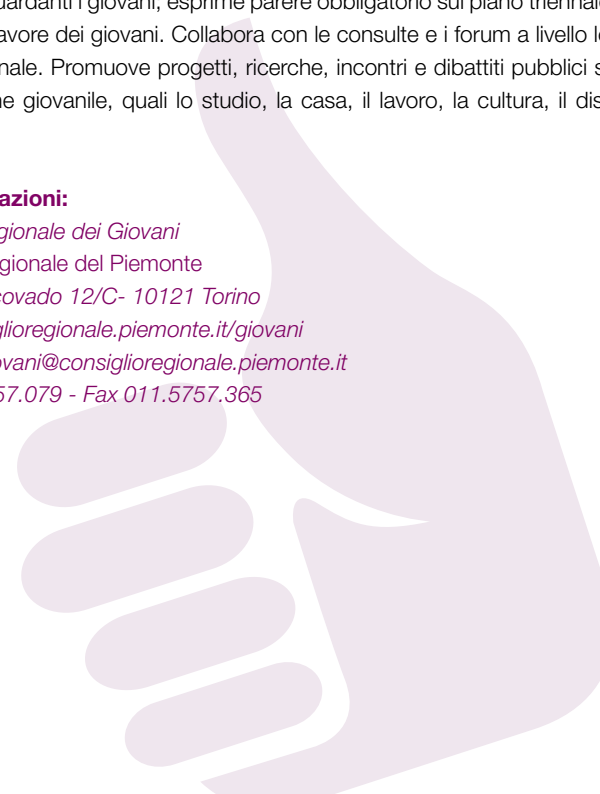 uardanti i giovani, esprime parere obbligatorio sul piano triennale
avore dei giovani. Collabora con le consulte e i forum a livello lo
nale. Promuove progetti, ricerche, incontri e dibattiti pubblici s
ne giovanile, quali lo studio, la casa, il lavoro, la cultura, il dis
azioni:
gionale dei Giovani
gionale del Piemonte
covado 12/C- 10121 Torino
glioregionale.piemonte.it/giovani
ovani@consiglioregionale.piemonte.it
57.079 - Fax 011.5757.365